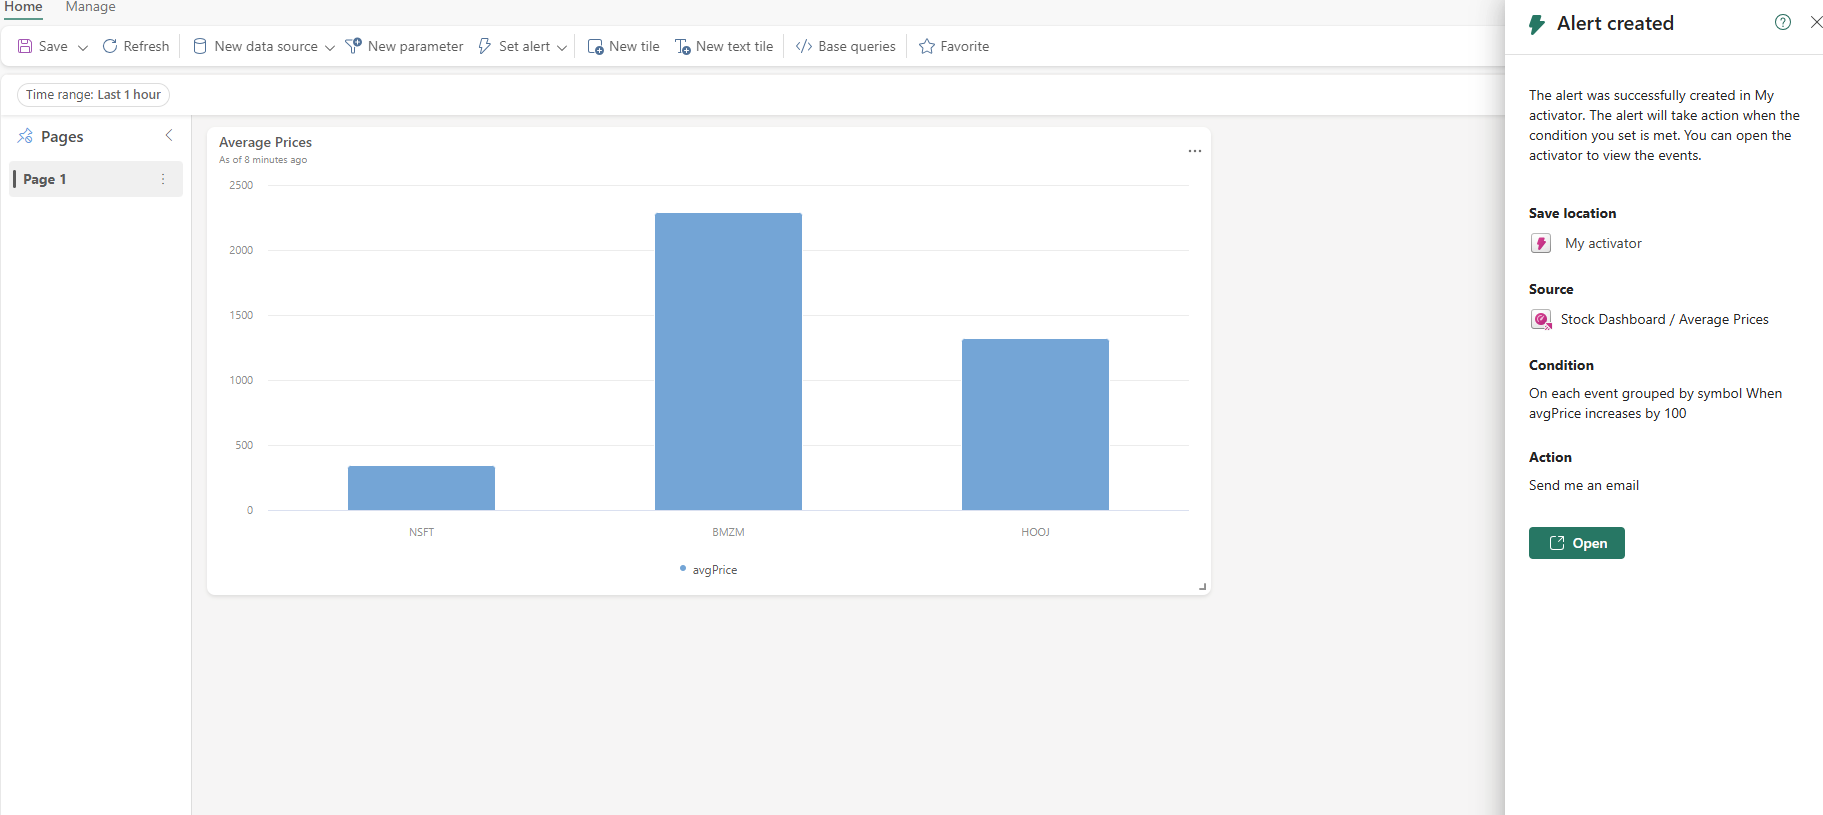 Home Manage
Save Refresh New data source New parameter Set alert New tile New text tile Base queries Favorite
Time range: Last 1 hour
Pages
Page 1
Average Prices
As of 8 minutes ago
2500
2000
1500
1000
500
0
NSFT BMZM HOOJ
avgPrice
Alert created
The alert was successfully created in My
activator. The alert will take action when the
condition you set is met. You can open the
activator to view the events.
Save location
My activator
Source
Stock Dashboard / Average Prices
Condition
On each event grouped by symbol When
avgPrice increases by 100
Action
Send me an email
Open